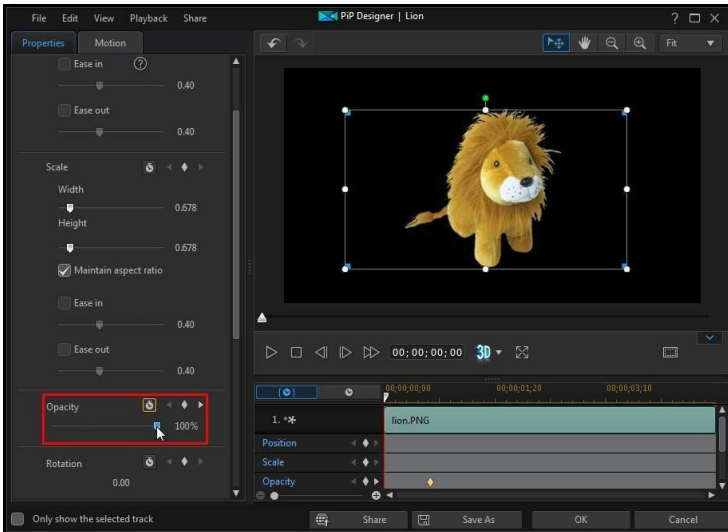 File Edit View Playback Share
PiP Designer | Lion
Properties Motion
Fit
Ease in
0.40
Ease out
0.40
Scale
Width
0.678
Height
0.678
Maintain aspect ratio
Ease in
0.40
Ease out
0.40
Opacity
100%
Rotation
0.00
00;00;00;00 3D
00;00;00;00 00;00;01;20 00;00;03;10
1. lion.PNG
Position
Scale
Opacity
Only show the selected track
Share Save As OK Cancel